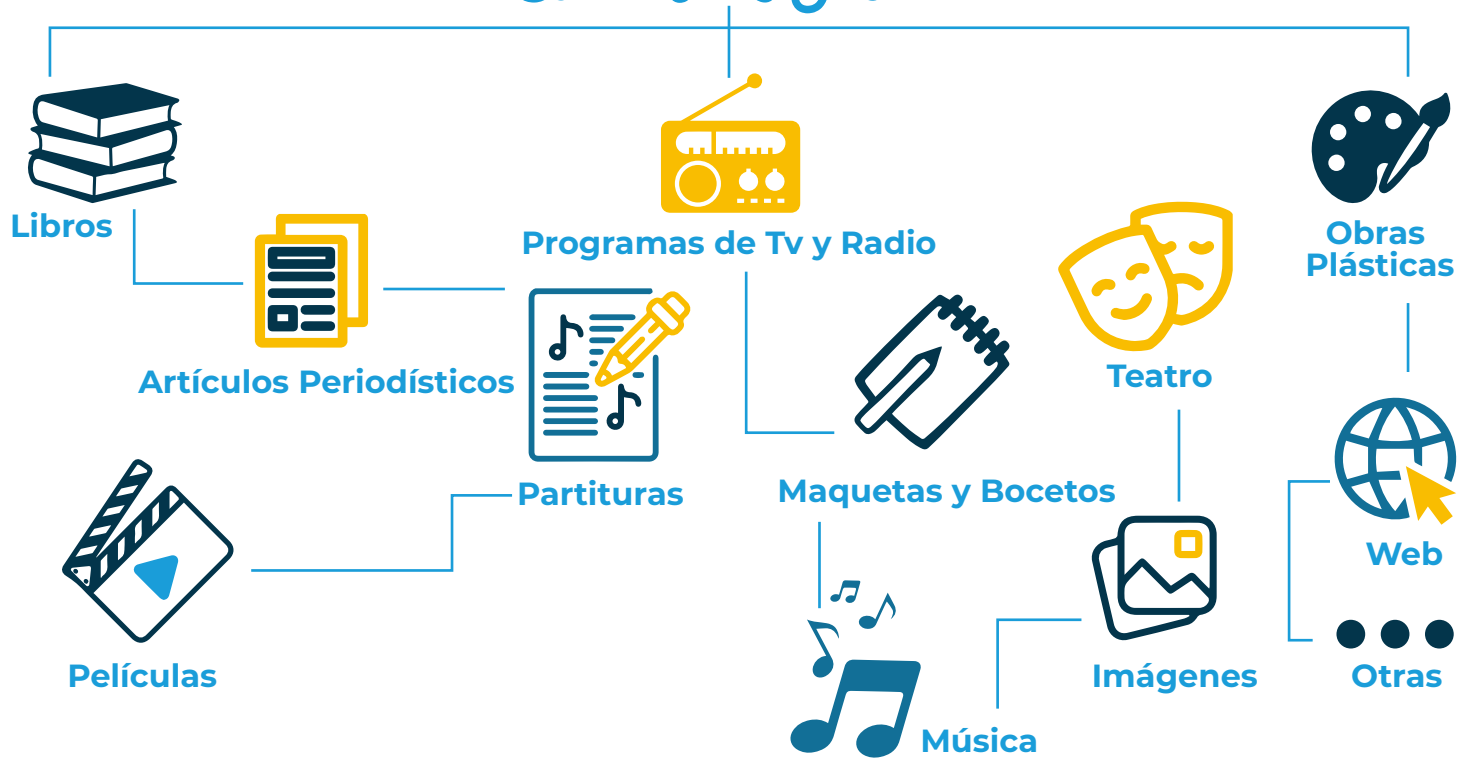 Libros
Programas de Tv y Radio
Obras
Plásticas
Artículos Periodísticos
Teatro
Partituras
Maquetas y Bocetos
Web
Películas
Imágenes
Otras
Música